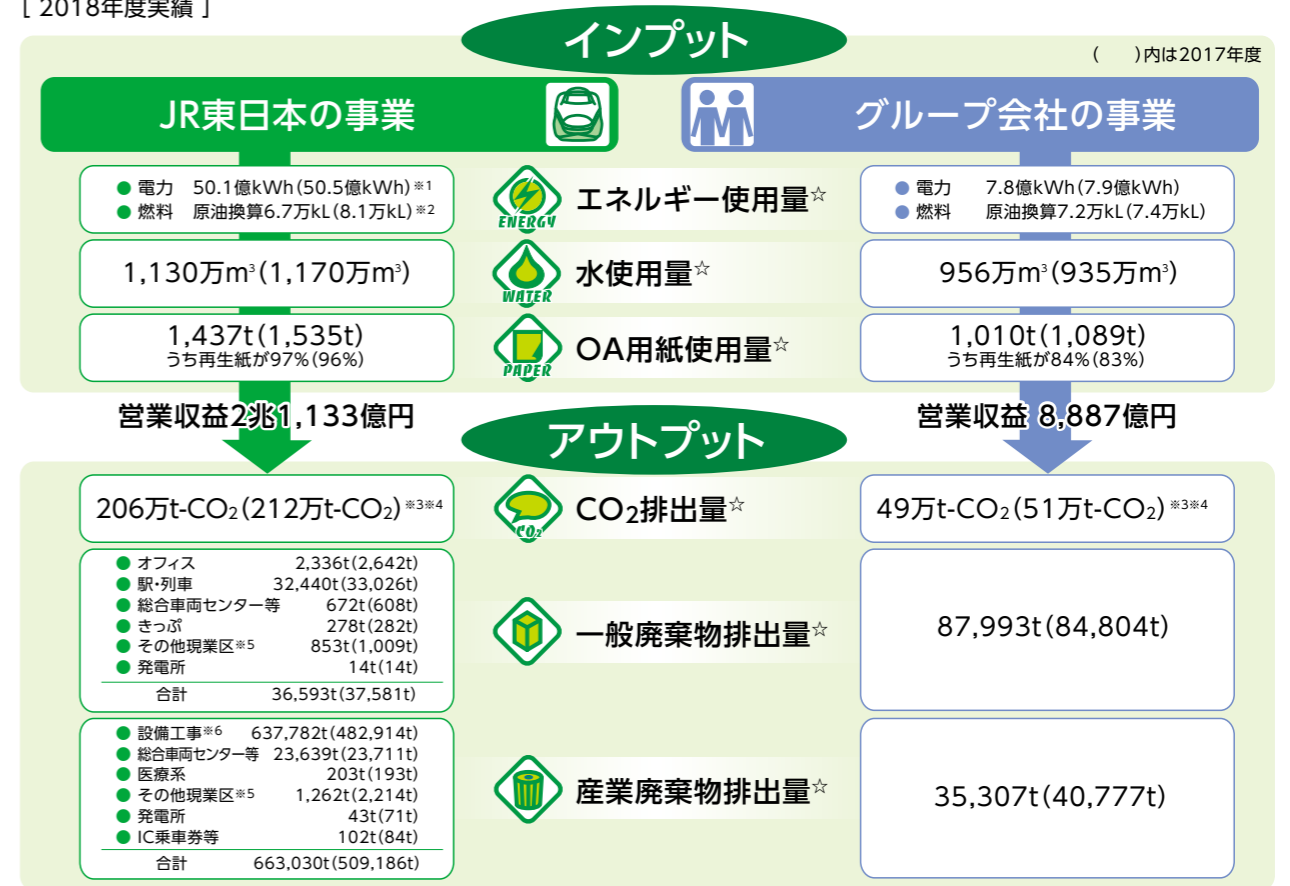 [ 2018年度実績 ]
インプット
(　　)内は2017年度
JR東日本の事業
グループ会社の事業
● 電力　50.1億kWh(50.5億kWh)※1
● 燃料　原油換算6.7万kL(8.1万kL)※2
ENERGY
エネルギー使用量☆
● 電力　7.8億kWh(7.9億kWh)
● 燃料　原油換算7.2万kL(7.4万kL)
1,130万m³(1,170万m³)
WATER
水使用量☆
956万m³(935万m³)
1,437t(1,535t)
うち再生紙が97%(96%)
PAPER
OA用紙使用量☆
1,010t(1,089t)
うち再生紙が84%(83%)
営業収益2兆1,133億円
営業収益 8,887億円
アウトプット
206万t-CO₂(212万t-CO₂)※3※4
CO₂
CO₂排出量☆
49万t-CO₂(51万t-CO₂)※3※4
● オフィス 2,336t(2,642t)
● 駅・列車 32,440t(33,026t)
● 総合車両センター等 672t(608t)
● きっぷ 278t(282t)
● その他現業区※5 853t(1,009t)
● 発電所 14t(14t)
合計 36,593t(37,581t)
一般廃棄物排出量☆
87,993t(84,804t)
● 設備工事※6 637,782t(482,914t)
● 総合車両センター等 23,639t(23,711t)
● 医療系 203t(193t)
● その他現業区※5 1,262t(2,214t)
● 発電所 43t(71t)
● IC乗車券等 102t(84t)
合計 663,030t(509,186t)
産業廃棄物排出量☆
35,307t(40,777t)